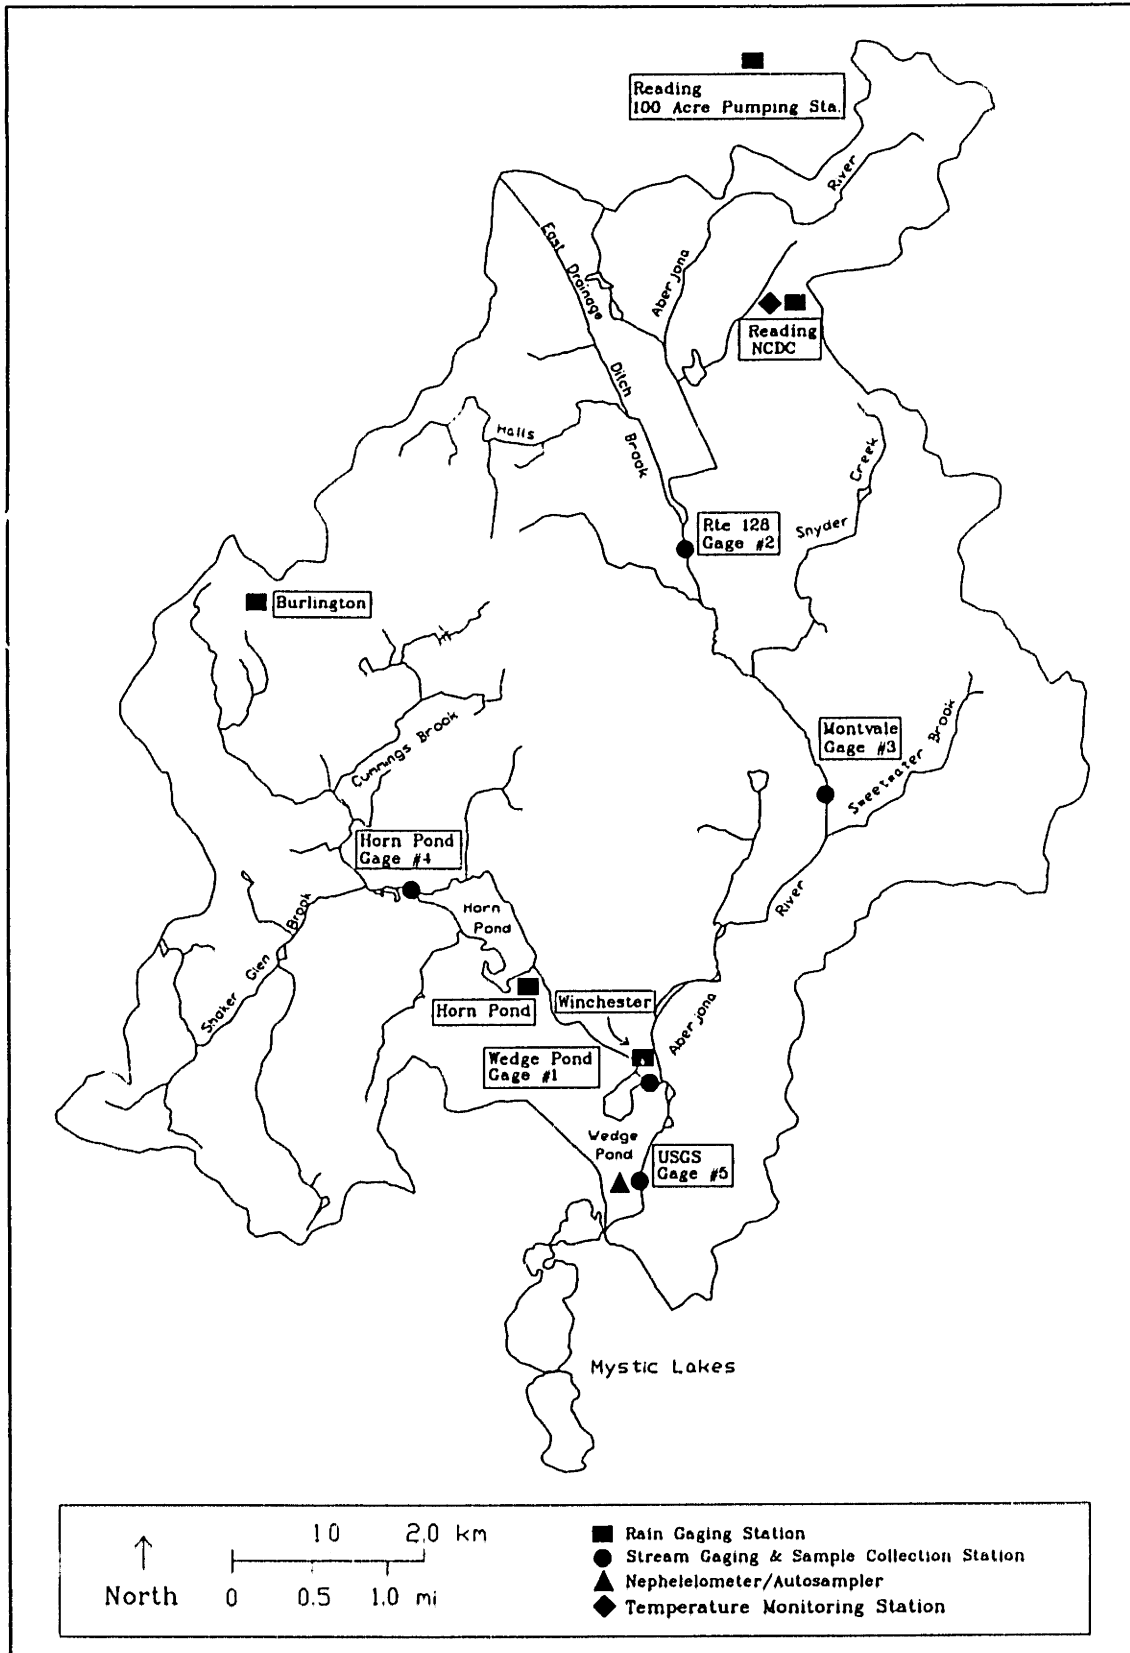 Reading
100 Acre Pumping Sta.
River
East Drainage Ditch
Aberjona
Reading
NCDC
Halls
Brook
Creek
Snyder
Rte 128
Gage #2
Burlington
Cummings Brook
Montvale
Gage #3
Sweetwater Brook
Horn Pond
Gage #4
River
Horn
Pond
Shaker Glen Brook
Horn Pond
Winchester
Aberjona
Wedge Pond
Gage #1
Wedge
Pond
USGS
Gage #5
Mystic Lakes
1.0 2.0 km
North
0 0.5 1.0 mi
Rain Gaging Station
Stream Gaging & Sample Collection Station
Nephelelometer/Autosampler
Temperature Monitoring Station